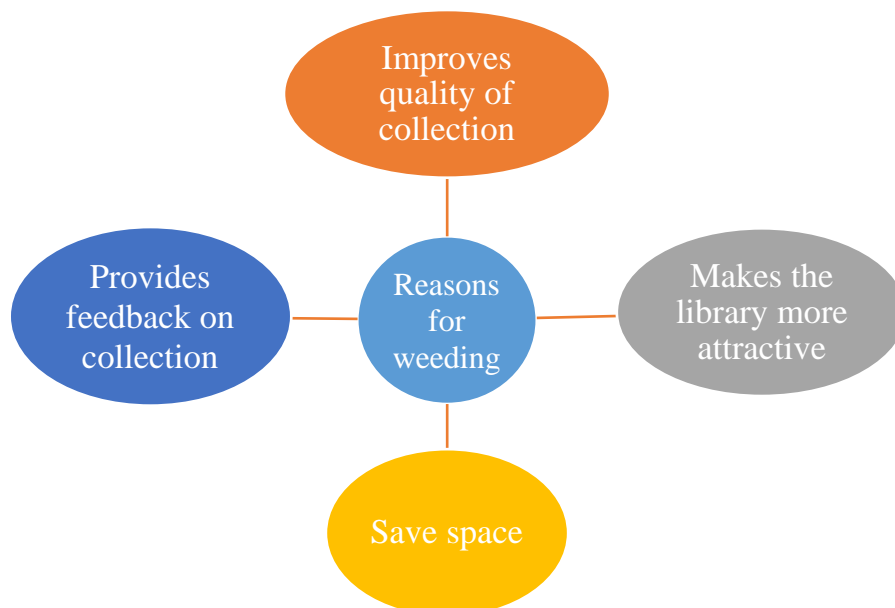 Improves
quality of
collection
Provides
feedback on
collection
Reasons
for
weeding
Makes the
library more
attractive
Save space